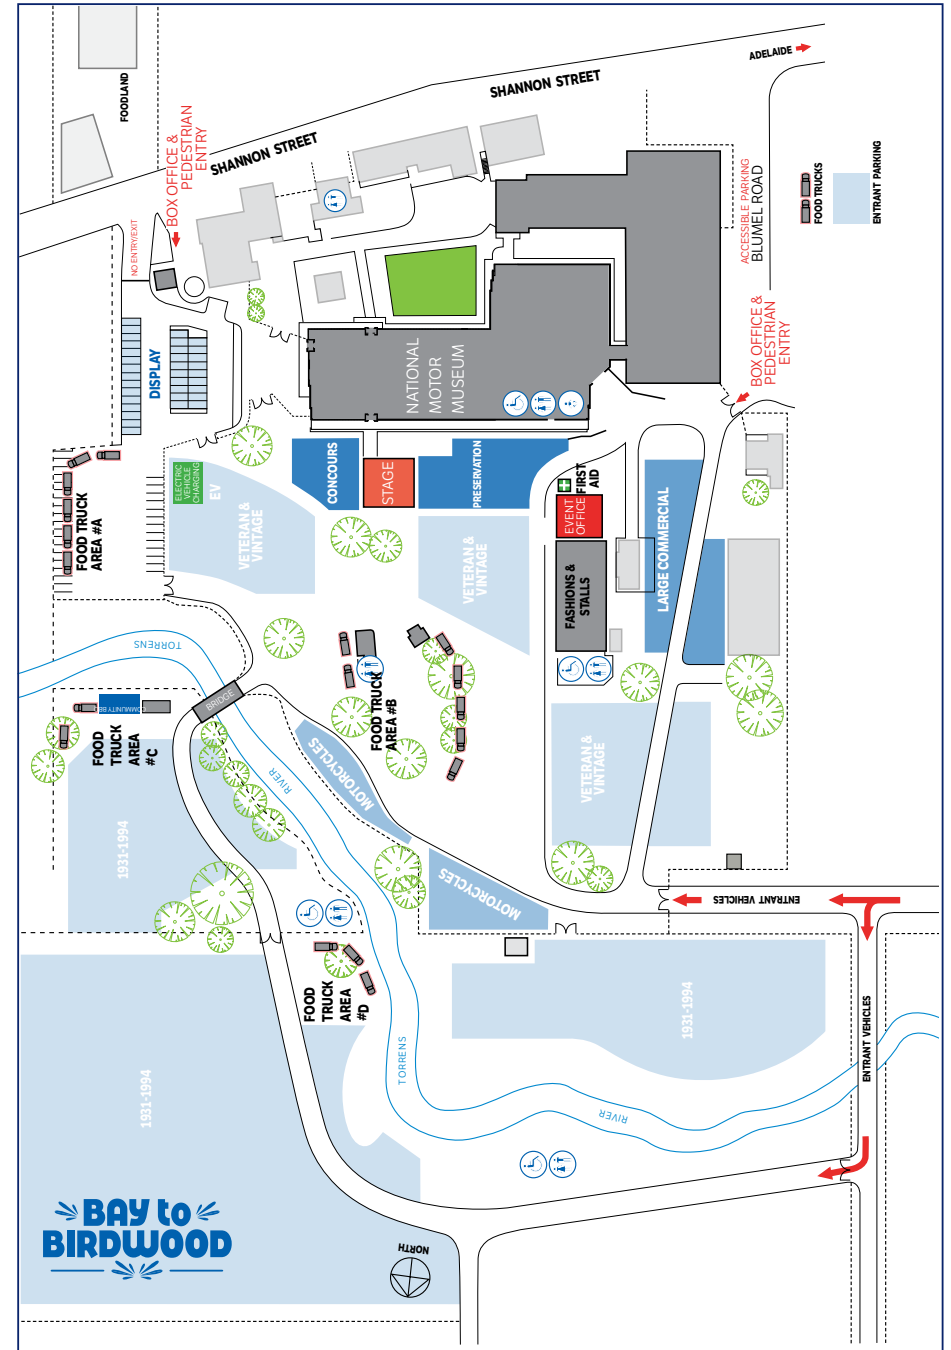 ADELAIDE
SHANNON STREET
SHANNON STREET
FOODLAND
BOX OFFICE &
PEDESTRIAN
ENTRY
NO ENTRY/EXIT
ACCESSIBLE PARKING
BLUMEL ROAD
FOOD TRUCKS
ENTRANT PARKING
BOX OFFICE &
PEDESTRIAN
ENTRY
DISPLAY
NATIONAL
MOTOR
MUSEUM
ELECTRIC
VEHICLE
CHARGING
EV
CONCOURS
STAGE
PRESERVATION
FIRST
AID
EVENT
OFFICE
FOOD TRUCK
AREA #A
VETERAN &
VINTAGE
VETERAN &
VINTAGE
FASHIONS &
STALLS
LARGE COMMERCIAL
TORRENS
BRIDGE
FOOD TRUCK
AREA #B
FOOD
TRUCK
AREA
#C
RIVER
MOTORCYCLES
VETERAN &
VINTAGE
1931-1994
MOTORCYCLES
ENTRANT VEHICLES
FOOD
TRUCK
AREA
#D
1931-1994
ENTRANT VEHICLES
TORRENS
RIVER
1931-1994
BAY to
BIRDWOOD
NORTH